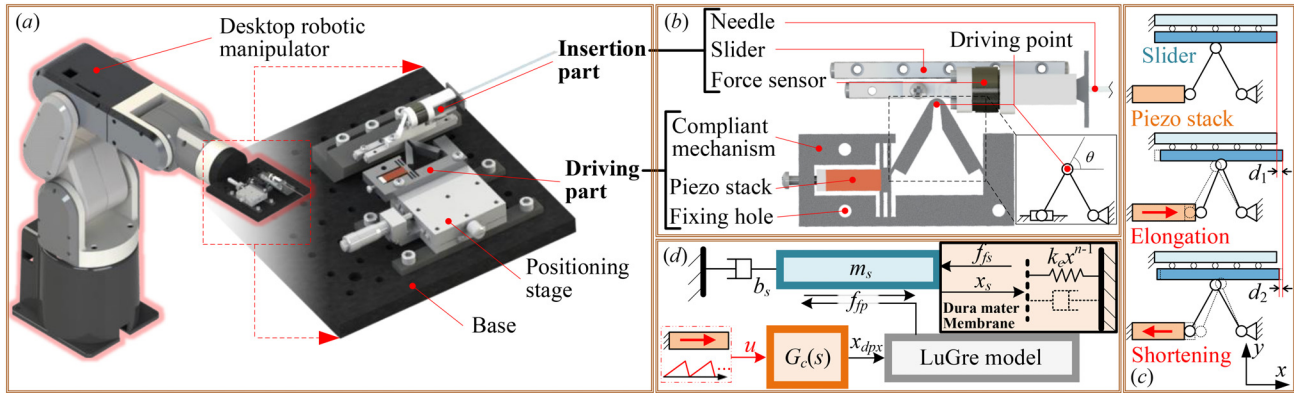 (a)
Desktop robotic
manipulator
Insertion
part
Driving
part
Positioning
stage
Base
(b)
Needle
Slider
Force sensor
Driving point
Compliant
mechanism
Piezo stack
Fixing hole
θ
(d)
b_s
m_s
f_fs
x_s
k_e x^{n-1}
f_fp
Dura mater
Membrane
u
G_c(s)
x_dpx
LuGre model
Slider
Piezo stack
d_1
Elongation
d_2
Shortening
y
x
(c)